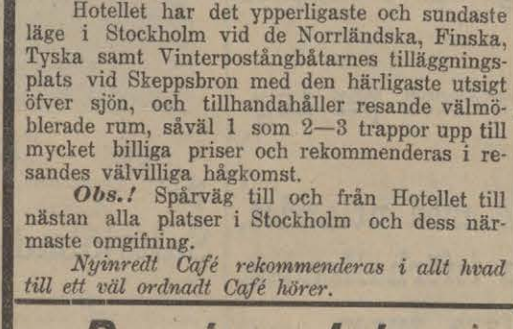 Hotellet har det ypperligaste och sundaste
läge i Stockholm vid de Norrländska, Finska,
Tyska samt Vinterpostångbåtarnes tilläggnings-
plats vid Skeppsbron med den härligaste utsigt
öfver sjön, och tillhandahåller resande välmö-
blerade rum, såväl 1 som 2—3 trappor upp till
mycket billiga priser och rekommenderas i re-
sandes välvilliga hågkomst.
Obs.! Spårväg till och från Hotellet till
nästan alla platser i Stockholm och dess när-
maste omgifning.
Nyinredt Café rekommenderas i allt hvad
till ett väl ordnadt Café hörer.